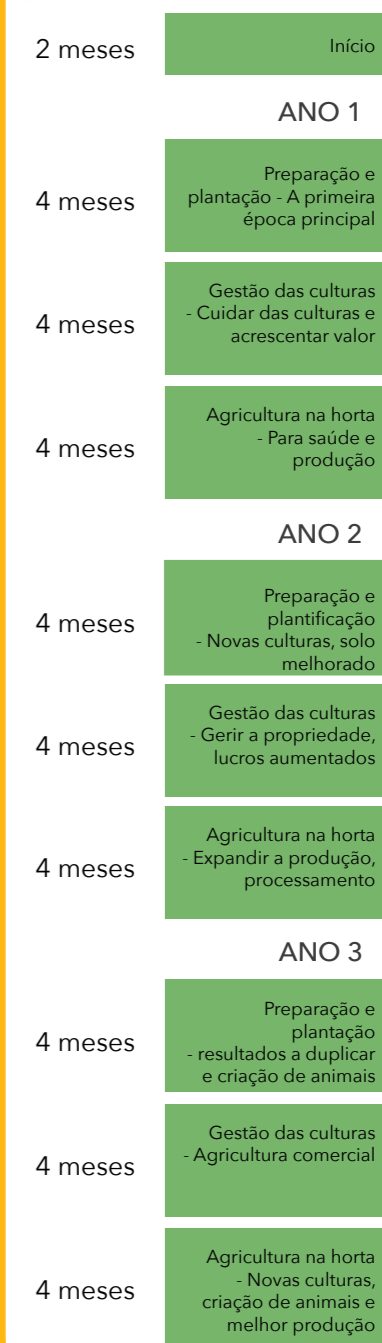 2 meses
Início
ANO 1
4 meses
Preparação e
plantação - A primeira
época principal
4 meses
Gestão das culturas
- Cuidar das culturas e
acrescentar valor
4 meses
Agricultura na horta
- Para saúde e
produção
ANO 2
4 meses
Preparação e
plantificação
- Novas culturas, solo
melhorado
4 meses
Gestão das culturas
- Gerir a propriedade,
lucros aumentados
4 meses
Agricultura na horta
- Expandir a produção,
processamento
ANO 3
4 meses
Preparação e
plantação
- resultados a duplicar
e criação de animais
4 meses
Gestão das culturas
- Agricultura comercial
4 meses
Agricultura na horta
- Novas culturas,
criação de animais e
melhor produção